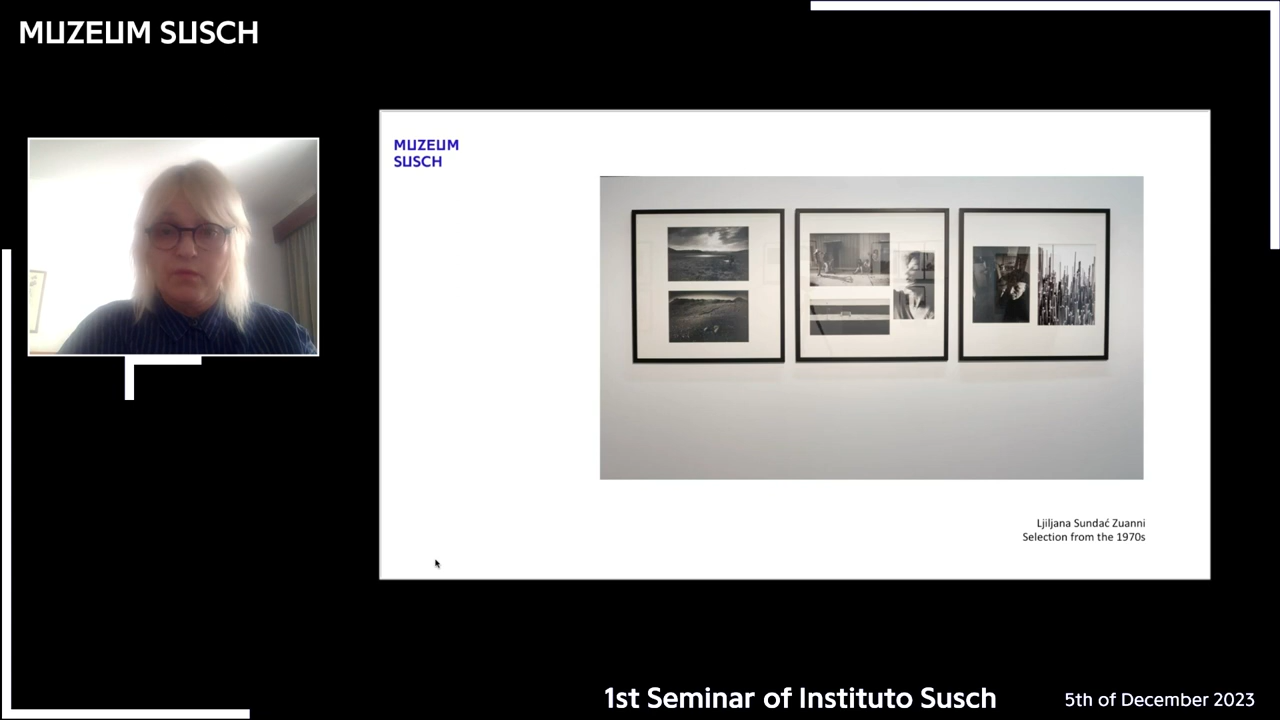 MUZEUM SUSCH
MUZEUM
SUSCH
Ljiljana Sundać Zuanni
Selection from the 1970s
1st Seminar of Instituto Susch
5th of December 2023